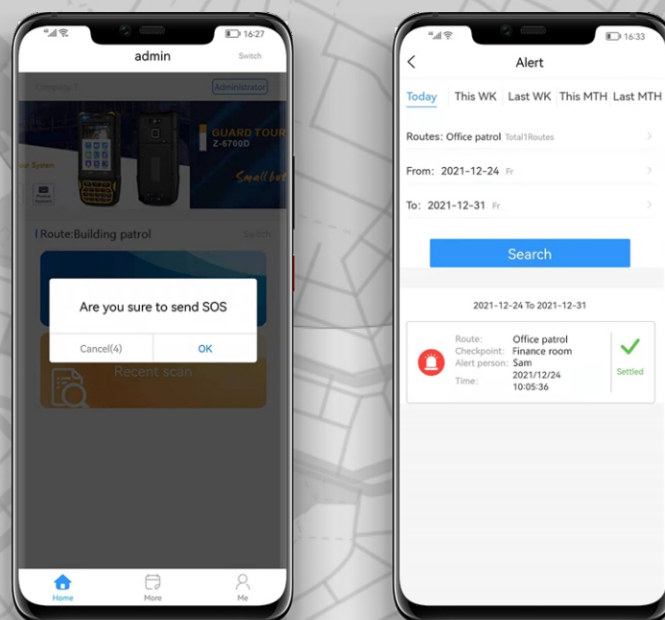 16:27
admin
Switch
Company 1
Administrator
GUARD TOUR
Z-6700D
Small but
Route:Building patrol
Switch
Are you sure to send SOS
Cancel(4)
OK
Recent scan
Home
More
Me
16:33
Alert
Today This WK Last WK This MTH Last MTH
Routes: Office patrol Total1Routes
From: 2021-12-24 Fr
To: 2021-12-31 Fr
Search
2021-12-24 To 2021-12-31
Route: Office patrol
Checkpoint: Finance room
Alert person: Sam
Time: 2021/12/24
10:05:36
Settled